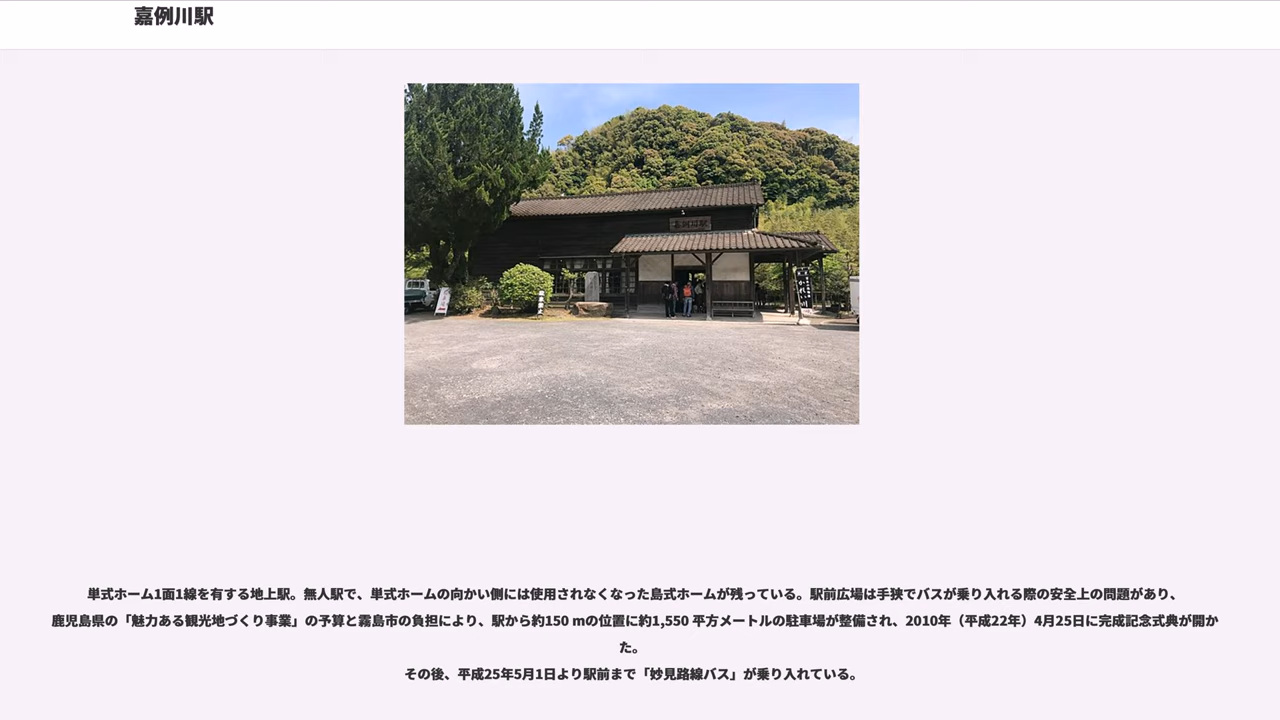 嘉例川駅
嘉例川駅
単式ホーム1面1線を有する地上駅。無人駅で、単式ホームの向かい側には使用されなくなった島式ホームが残っている。駅前広場は手狭でバスが乗り入れる際の安全上の問題があり、
鹿児島県の「魅力ある観光地づくり事業」の予算と霧島市の負担により、駅から約150 mの位置に約1,550 平方メートルの駐車場が整備され、2010年（平成22年）4月25日に完成記念式典が開か
た。
その後、平成25年5月1日より駅前まで「妙見路線バス」が乗り入れている。